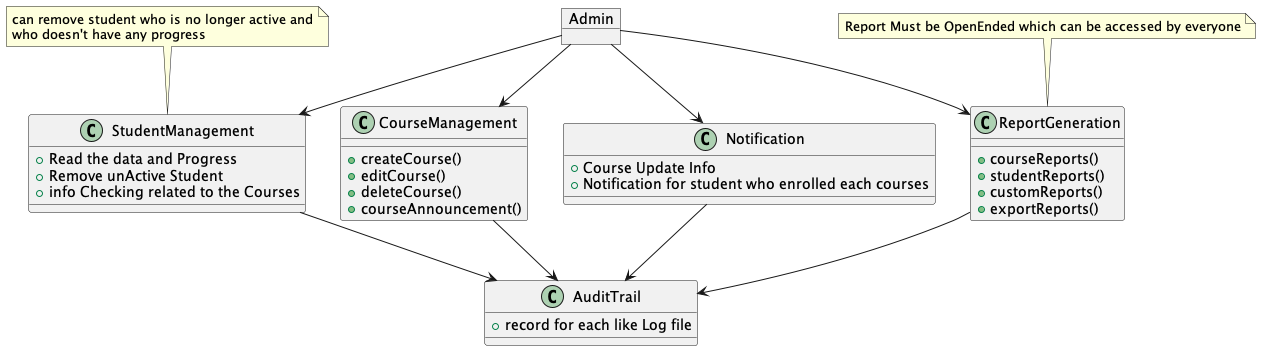 can remove student who is no longer active and
who doesn't have any progress
Admin
Report Must be OpenEnded which can be accessed by everyone
C StudentManagement
Read the data and Progress
Remove unActive Student
info Checking related to the Courses
C CourseManagement
createCourse()
editCourse()
deleteCourse()
courseAnnouncement()
C Notification
Course Update Info
Notification for student who enrolled each courses
C ReportGeneration
courseReports()
studentReports()
customReports()
exportReports()
C AuditTrail
record for each like Log file